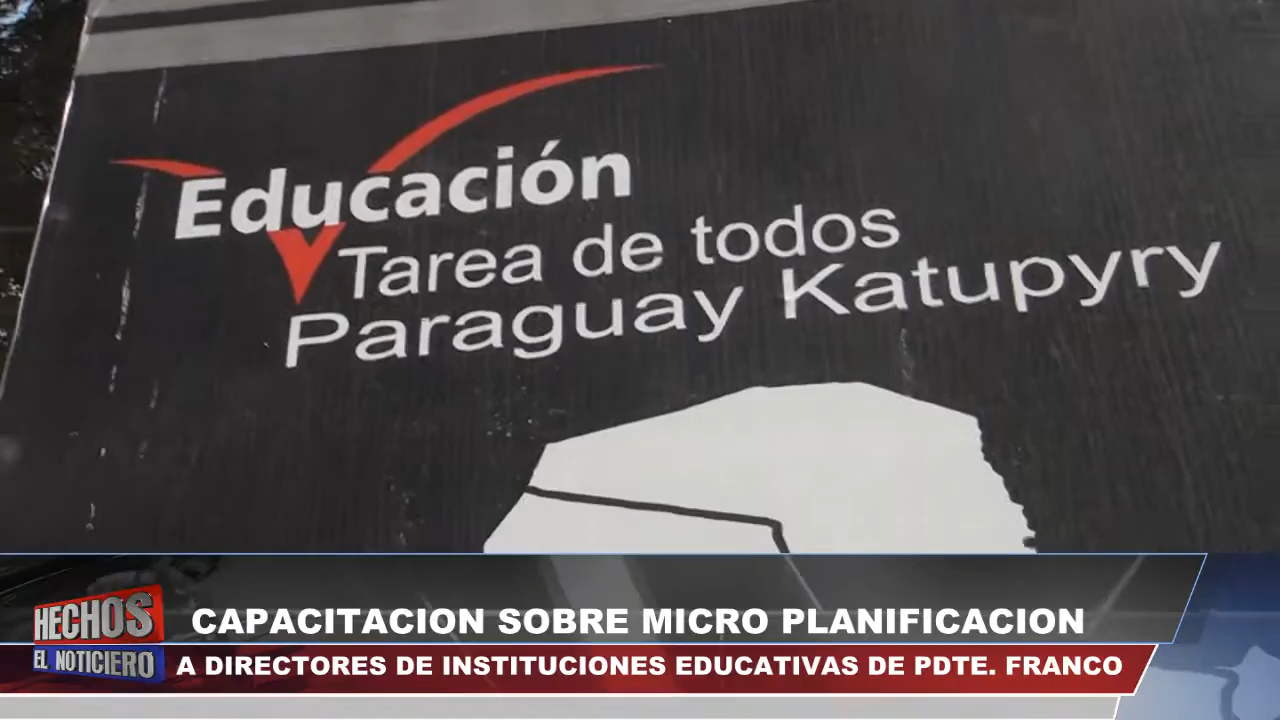 Educación
Tarea de todos
Paraguay Katupyry
HECHOS
EL NOTICIERO
CAPACITACION SOBRE MICRO PLANIFICACION
A DIRECTORES DE INSTITUCIONES EDUCATIVAS DE PDTE. FRANCO